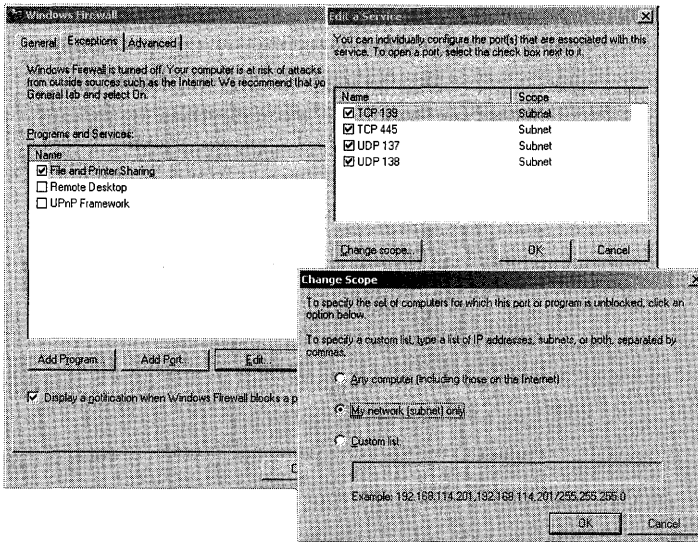 Windows Firewall
General Exceptions Advanced
Windows Firewall is turned off. Your computer is at risk of attacks
from outside sources such as the Internet. We recommend that yo
General tab and select On.
Programs and Services:
Name
File and Printer Sharing
Remote Desktop
UPnP Framework
Add Program... Add Port... Edit...
Display a notification when Windows Firewall blocks a p
Edit a Service
You can individually configure the port(s) that are associated with this
service. To open a port, select the check box next to it.
Name Scope
TCP 139 Subnet
TCP 445 Subnet
UDP 137 Subnet
UDP 138 Subnet
Change scope... OK Cancel
Change Scope
To specify the set of computers for which this port or program is unblocked, click an
option below.
To specify a custom list, type a list of IP addresses, subnets, or both, separated by
commas.
Any computer (including those on the Internet)
My network (subnet) only
Custom list:
Example: 192.168.114.201,192.168.114.201/255.255.255.0
OK Cancel